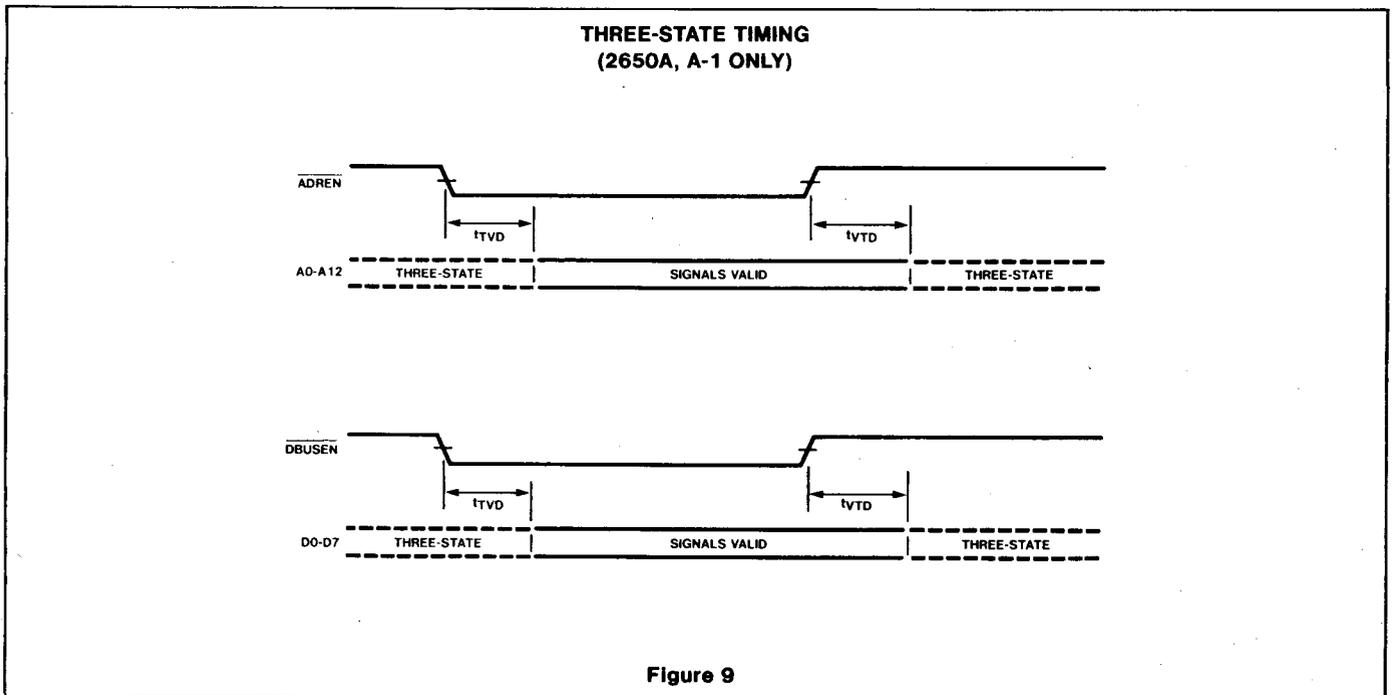 THREE-STATE TIMING
(2650A, A-1 ONLY)
ADREN
tTVD
tVTD
A0-A12
THREE-STATE
SIGNALS VALID
THREE-STATE
DBUSEN
tTVD
tVTD
D0-D7
THREE-STATE
SIGNALS VALID
THREE-STATE
Figure 9